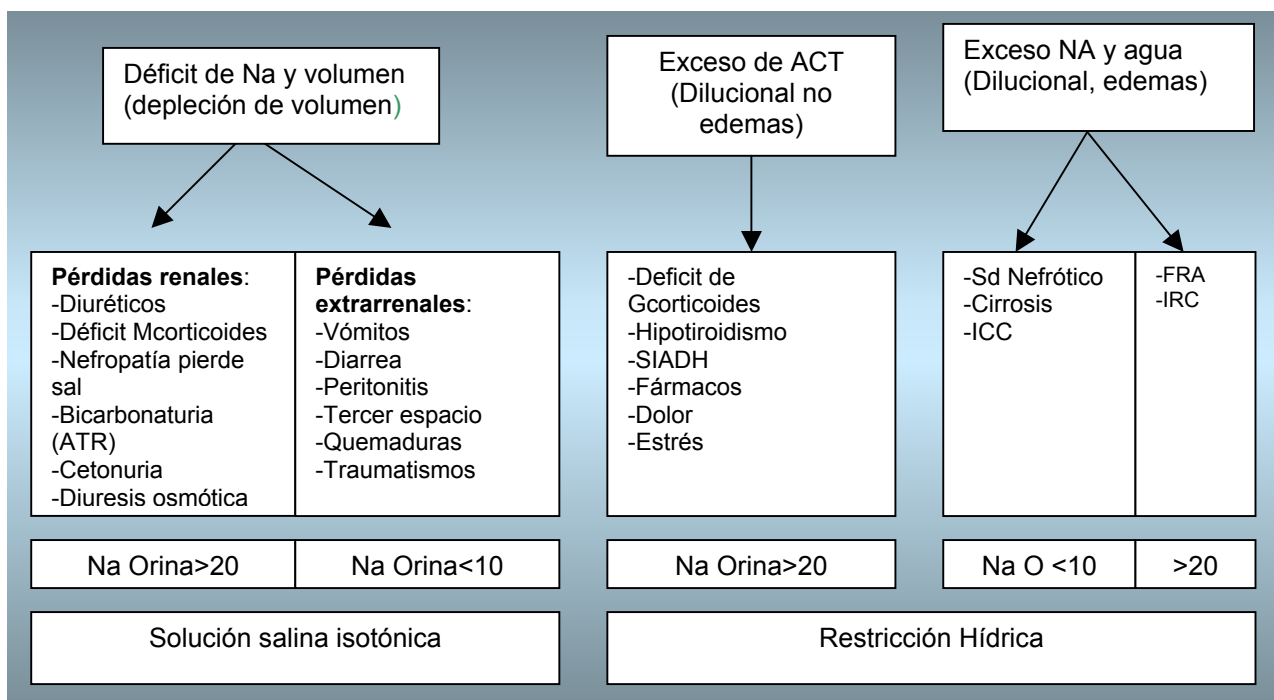 Déficit de Na y volumen
(depleción de volumen)
Exceso de ACT
(Dilucional no
edemas)
Exceso NA y agua
(Dilucional, edemas)
Pérdidas renales:
-Diuréticos
-Déficit Mcorticoides
-Nefropatía pierde
sal
-Bicarbonaturia
(ATR)
-Cetonuria
-Diuresis osmótica
Pérdidas
extrarrenales:
-Vómitos
-Diarrea
-Peritonitis
-Tercer espacio
-Quemaduras
-Traumatismos
-Deficit de
Gcorticoides
-Hipotiroidismo
-SIADH
-Fármacos
-Dolor
-Estrés
-Sd Nefrótico
-Cirrosis
-ICC
-FRA
-IRC
Na Orina>20
Na Orina<10
Na Orina>20
Na O <10
>20
Solución salina isotónica
Restricción Hídrica